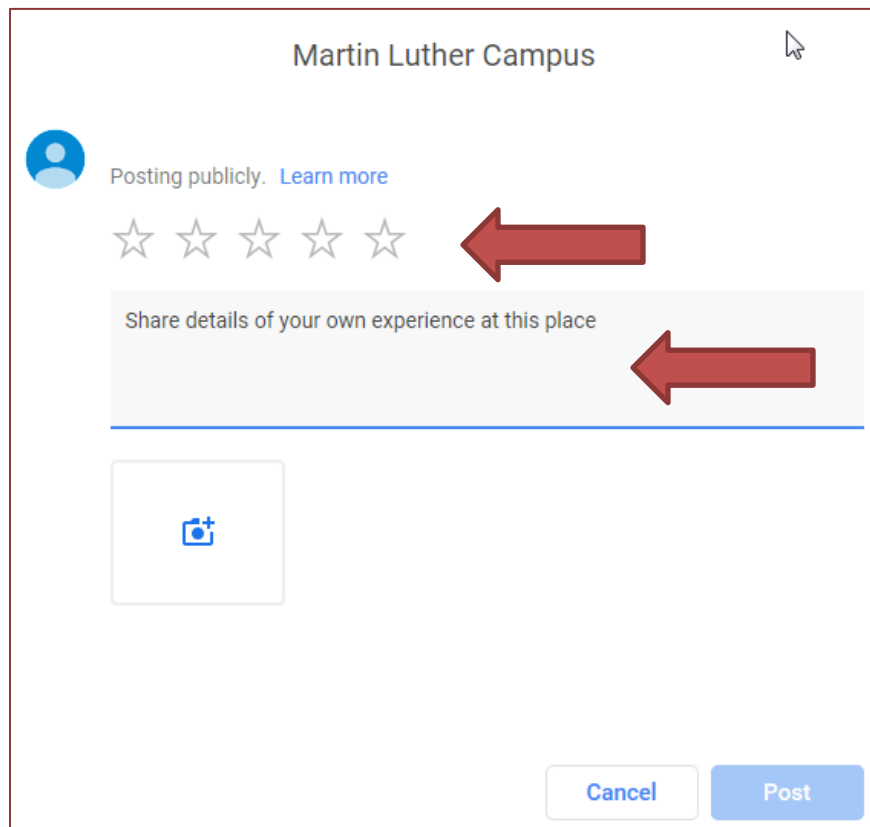 Martin Luther Campus
Posting publicly. Learn more
Share details of your own experience at this place
Cancel Post